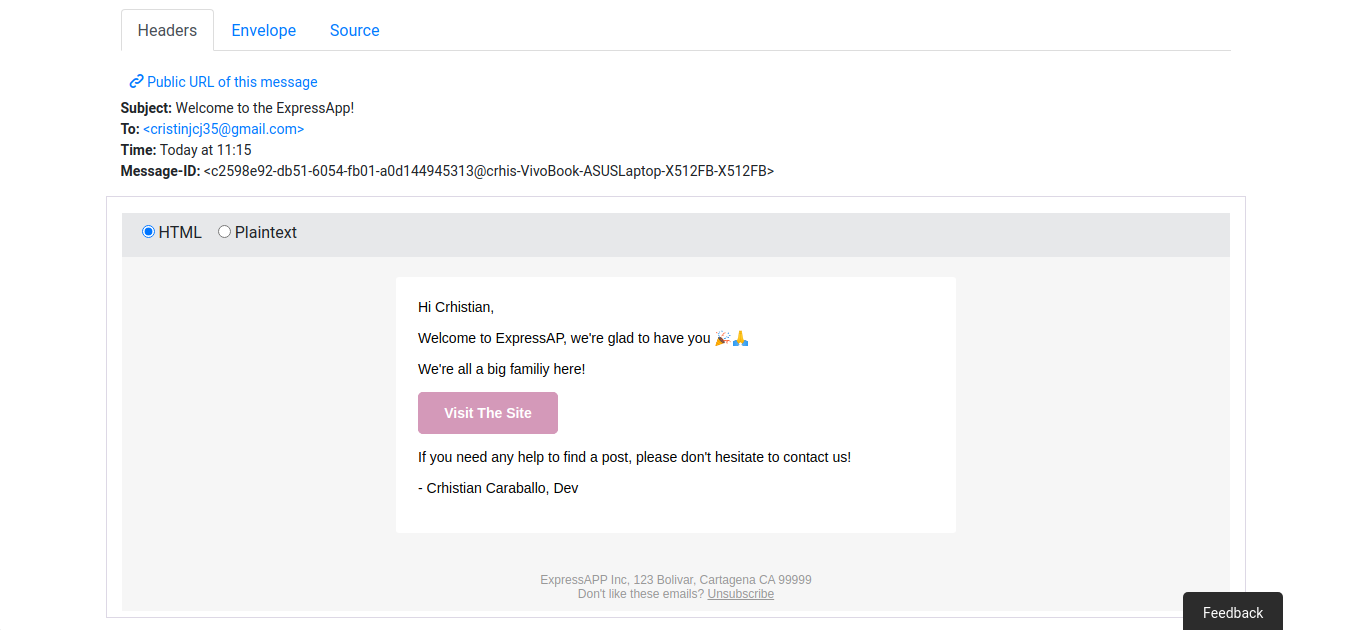 Headers Envelope Source
Public URL of this message
Subject: Welcome to the ExpressApp!
To: <cristinjcj35@gmail.com>
Time: Today at 11:15
Message-ID: <c2598e92-db51-6054-fb01-a0d144945313@crhis-VivoBook-ASUSLaptop-X512FB-X512FB>
HTML Plaintext
Hi Crhistian,
Welcome to ExpressAP, we're glad to have you 🎉🙏
We're all a big familiy here!
Visit The Site
If you need any help to find a post, please don't hesitate to contact us!
- Crhistian Caraballo, Dev
ExpressAPP Inc, 123 Bolivar, Cartagena CA 99999
Don't like these emails? Unsubscribe
Feedback